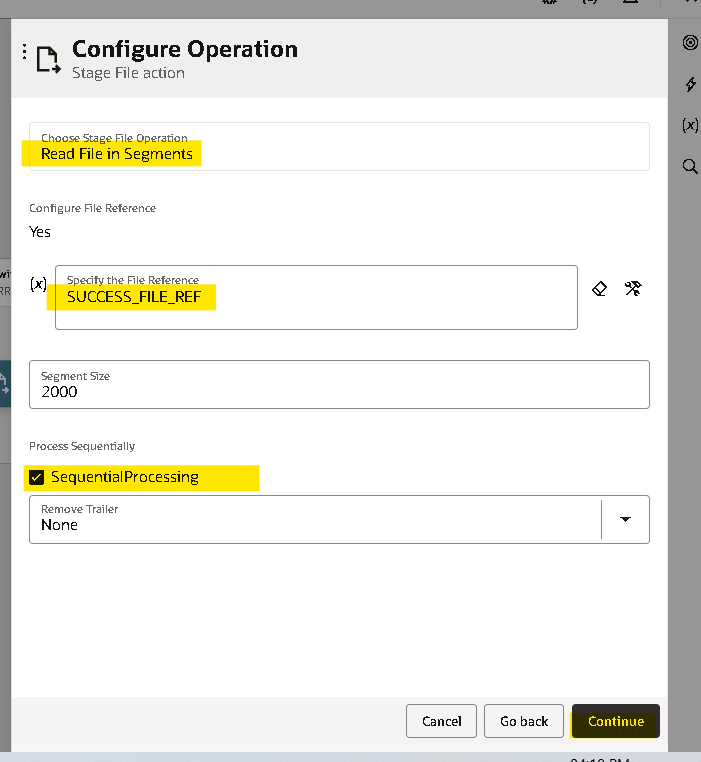 Configure Operation
Stage File action
Choose Stage File Operation
Read File in Segments
Configure File Reference
Yes
(x)
Specify the File Reference
SUCCESS_FILE_REF
Segment Size
2000
Process Sequentially
SequentialProcessing
Remove Trailer
None
Cancel
Go back
Continue
(x)